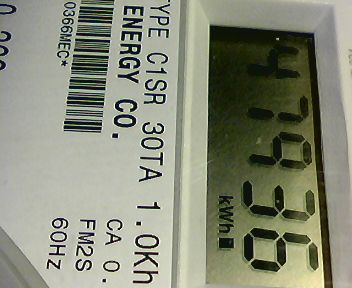 47936
kWh
TYPE C1SR 30TA 1.0Kh
ENERGY CO.
CA 0.
FM2S
0366MEC*
60HZ